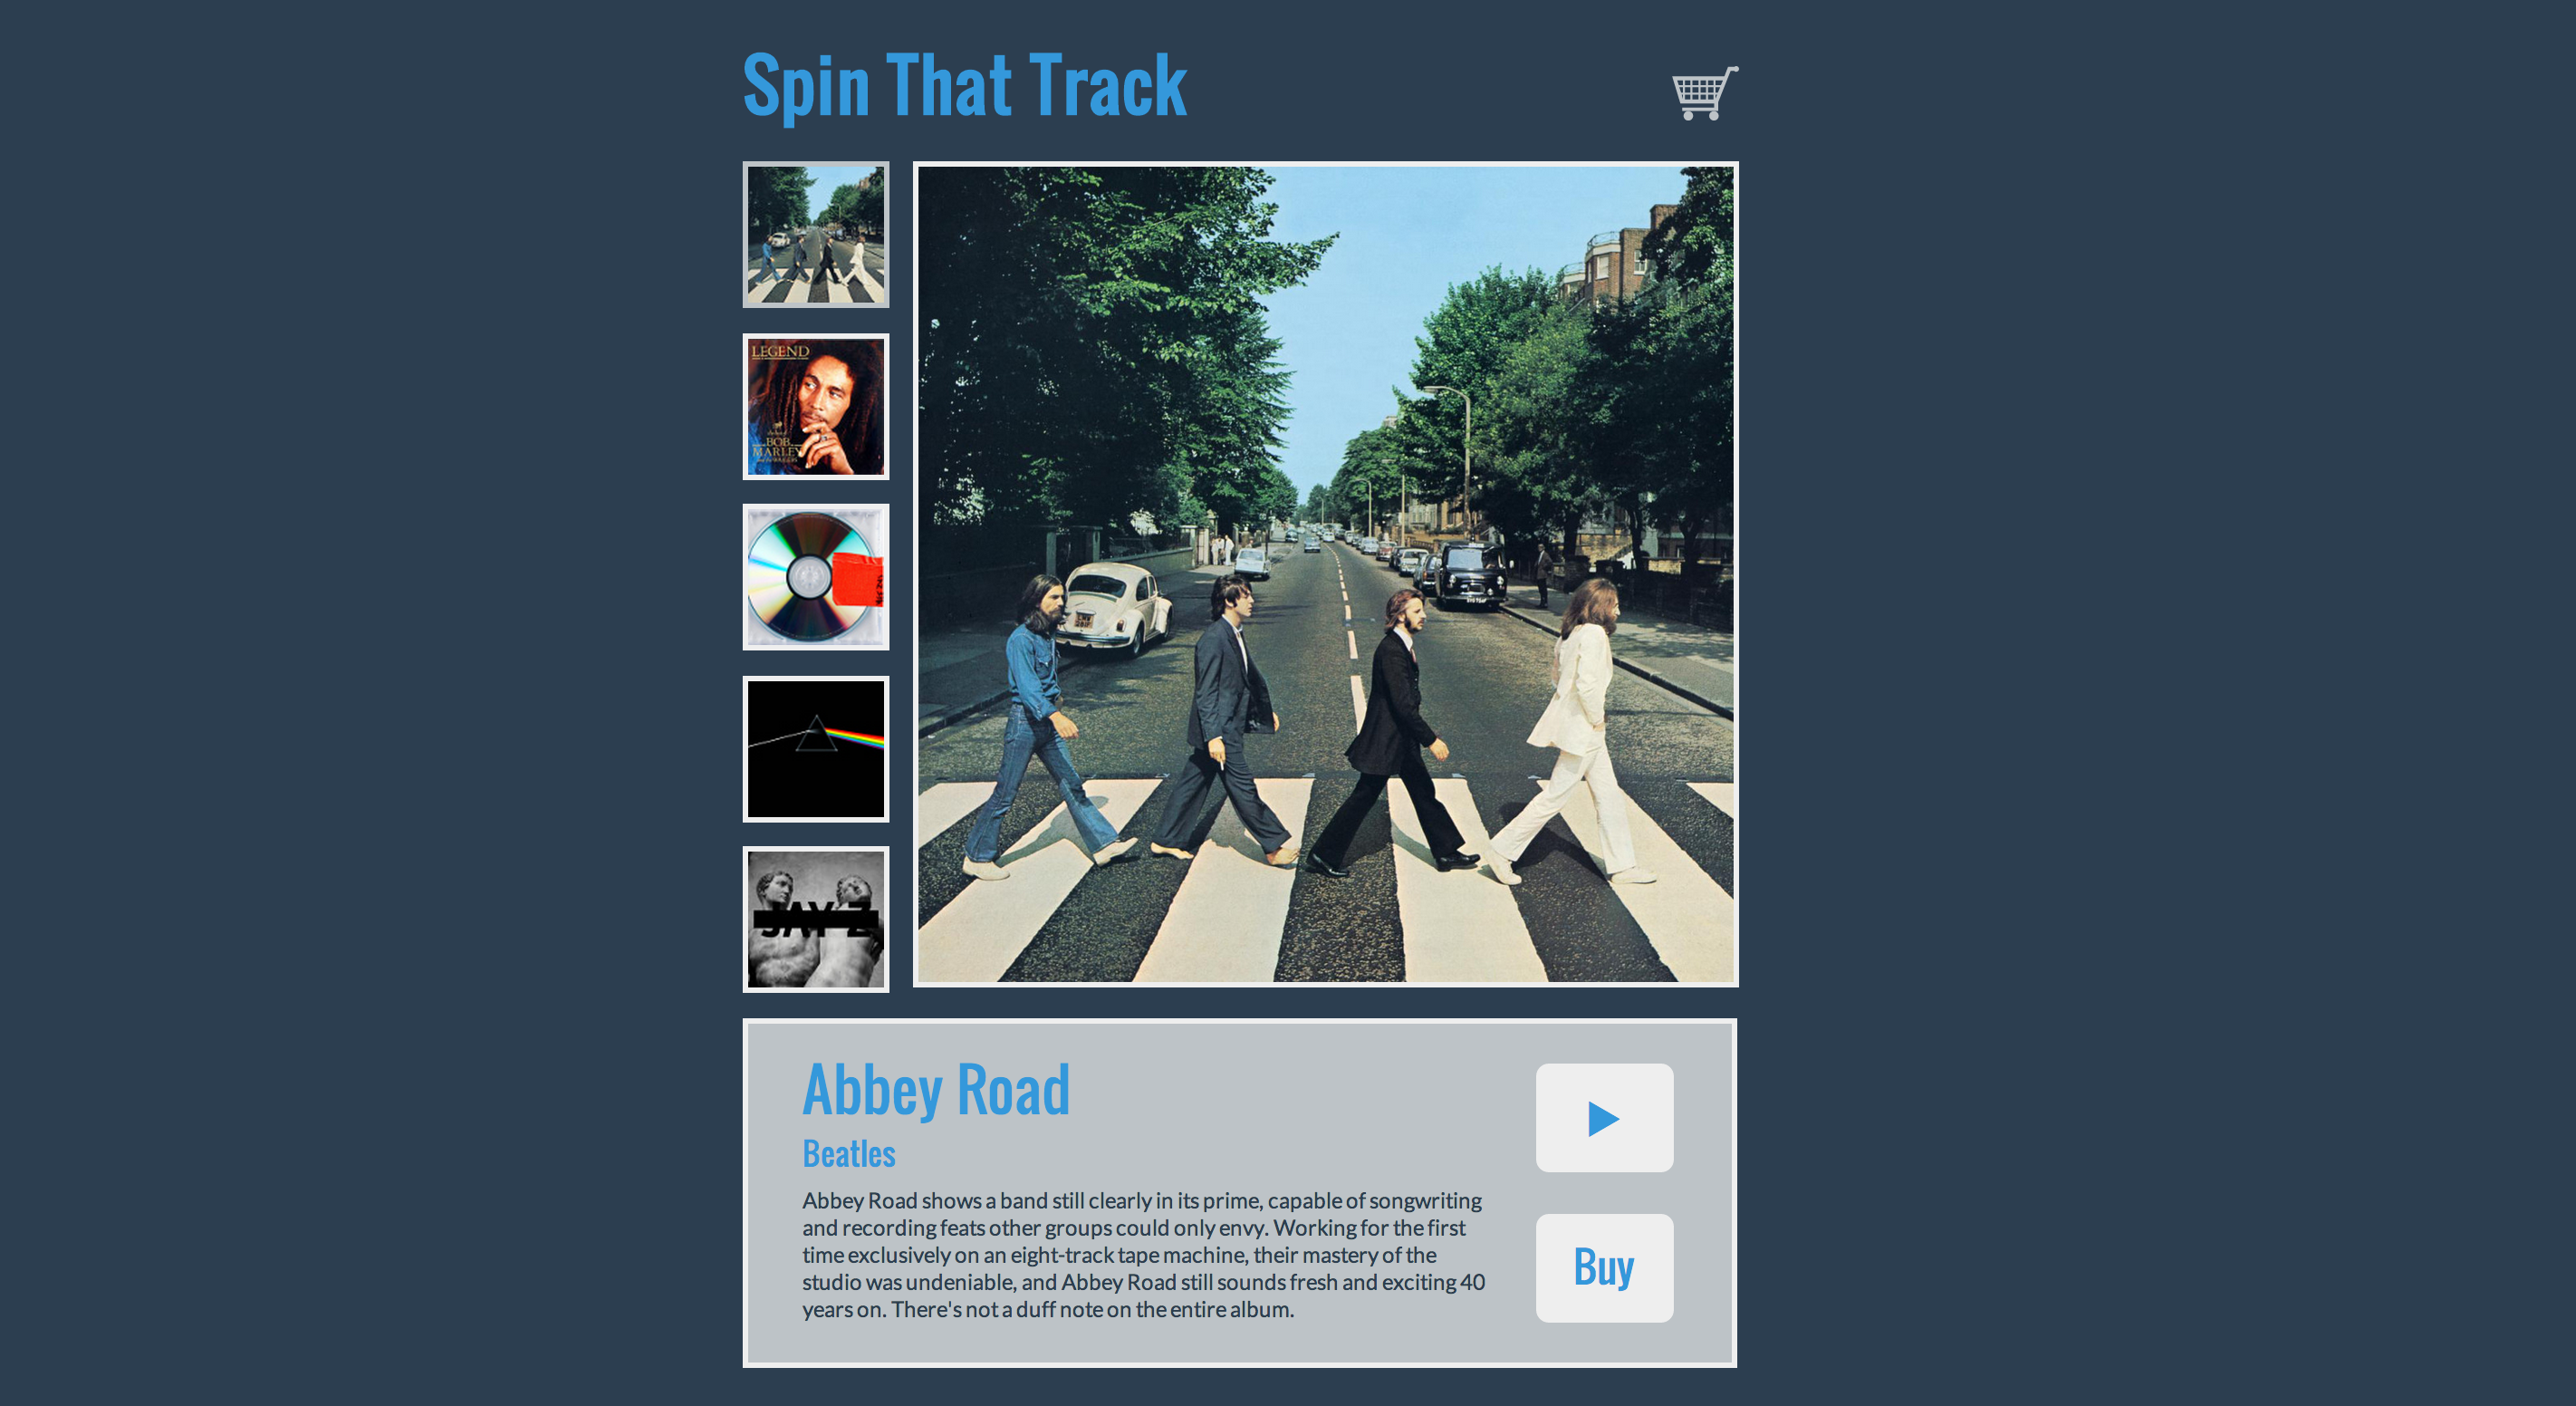 Spin That Track
LEGEND
BOB
MARLEY
JAY Z
Abbey Road
Beatles
Abbey Road shows a band still clearly in its prime, capable of songwriting
and recording feats other groups could only envy. Working for the first
time exclusively on an eight-track tape machine, their mastery of the
studio was undeniable, and Abbey Road still sounds fresh and exciting 40
years on. There's not a duff note on the entire album.
Buy